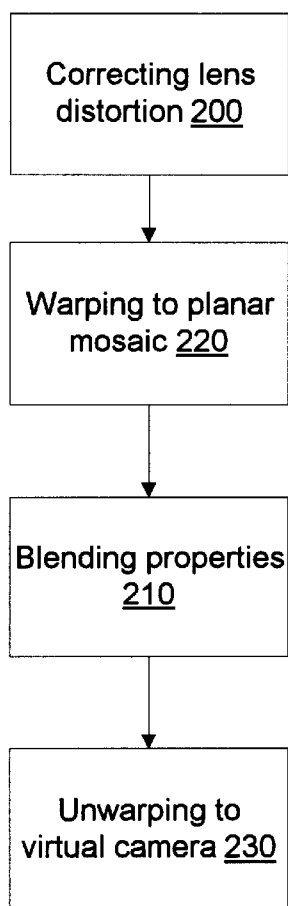 Correcting lens
distortion 200
Warping to planar
mosaic 220
Blending properties
210
Unwarping to
virtual camera 230